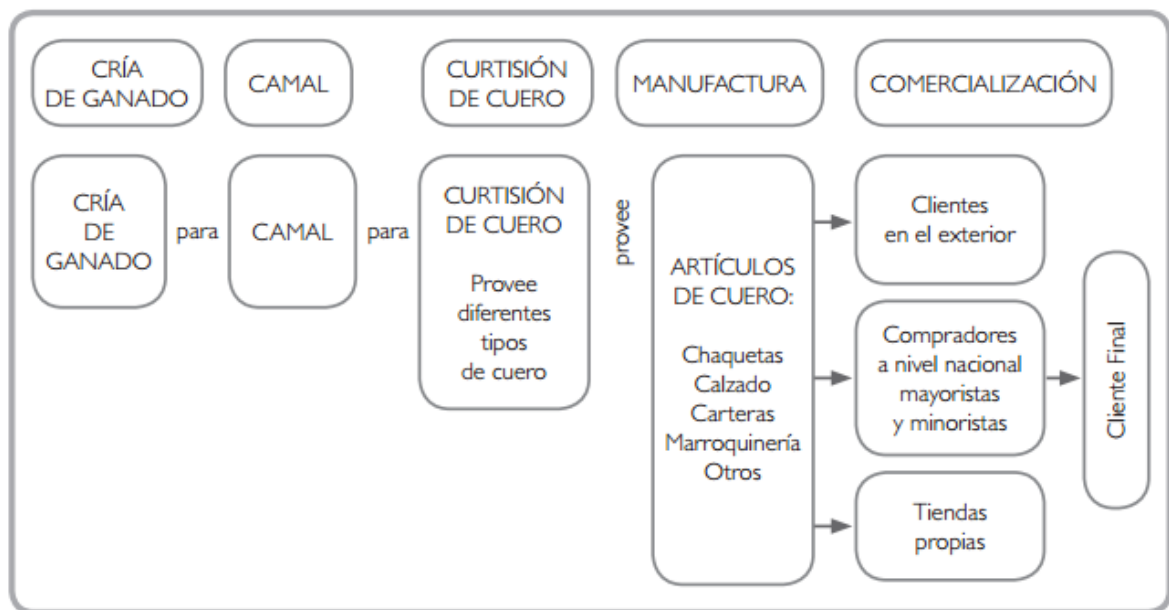 CRÍA
DE GANADO
CAMAL
CURTISIÓN
DE CUERO
MANUFACTURA
COMERCIALIZACIÓN
CRÍA
DE
GANADO
para
CAMAL
para
CURTISIÓN
DE CUERO
Provee
diferentes
tipos
de cuero
provee
ARTÍCULOS
DE CUERO:
Chaquetas
Calzado
Carteras
Marroquinería
Otros
Clientes
en el exterior
Compradores
a nivel nacional
mayoristas
y minoristas
Tiendas
propias
Cliente Final